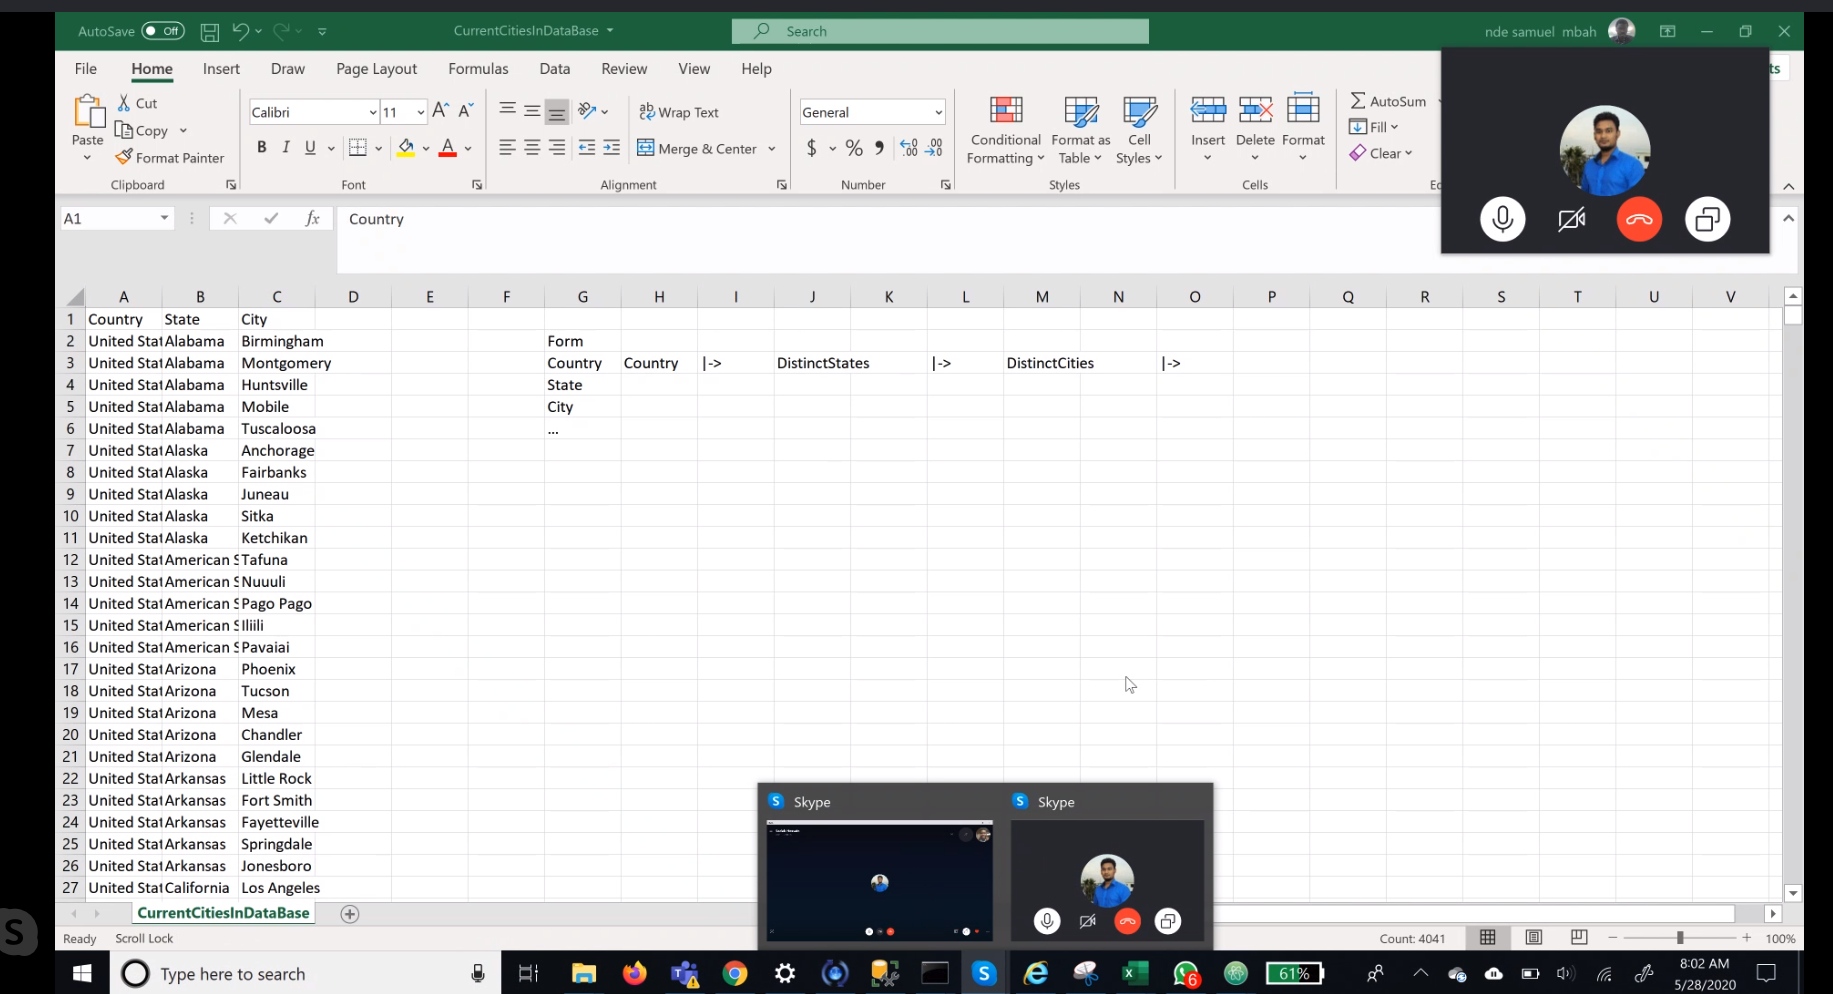 AutoSave Off CurrentCitiesInDataBase Search nde samuel mbah
File Home Insert Draw Page Layout Formulas Data Review View Help ts
Paste Cut Copy Format Painter Clipboard
Calibri 11 B I U Font
Wrap Text Merge & Center Alignment
General $ % Number
Conditional Formatting Format as Table Cell Styles Styles
Insert Delete Format Cells
AutoSum Fill Clear
A1 fx Country
A B C D E F G H I J K L M N O P Q R S T U V
1 Country State City
2 United Stat Alabama Birmingham Form
3 United Stat Alabama Montgomery Country Country |-> DistinctStates |-> DistinctCities |->
4 United Stat Alabama Huntsville State
5 United Stat Alabama Mobile City
6 United Stat Alabama Tuscaloosa ...
7 United Stat Alaska Anchorage
8 United Stat Alaska Fairbanks
9 United Stat Alaska Juneau
10 United Stat Alaska Sitka
11 United Stat Alaska Ketchikan
12 United Stat American S Tafuna
13 United Stat American S Nuuuli
14 United Stat American S Pago Pago
15 United Stat American S Iliili
16 United Stat American S Pavaiai
17 United Stat Arizona Phoenix
18 United Stat Arizona Tucson
19 United Stat Arizona Mesa
20 United Stat Arizona Chandler
21 United Stat Arizona Glendale
22 United Stat Arkansas Little Rock
23 United Stat Arkansas Fort Smith
24 United Stat Arkansas Fayetteville
25 United Stat Arkansas Springdale
26 United Stat Arkansas Jonesboro
27 United Stat California Los Angeles
Skype Skype
CurrentCitiesInDataBase
Ready Scroll Lock Count: 4041 100%
Type here to search 6 61% 8:02 AM
5/28/2020